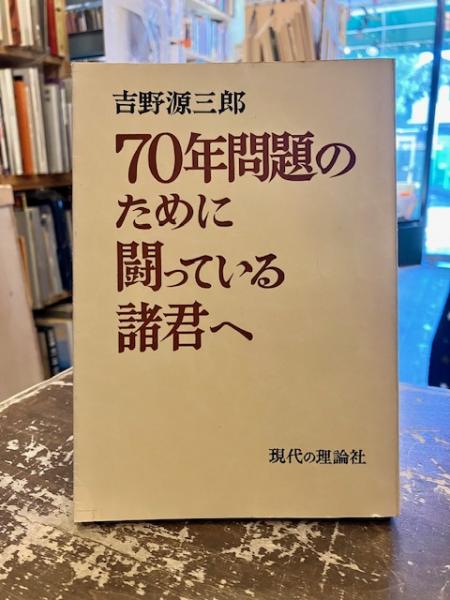 吉野源三郎
70年問題の
ために
闘っている
諸君へ
現代の理論社